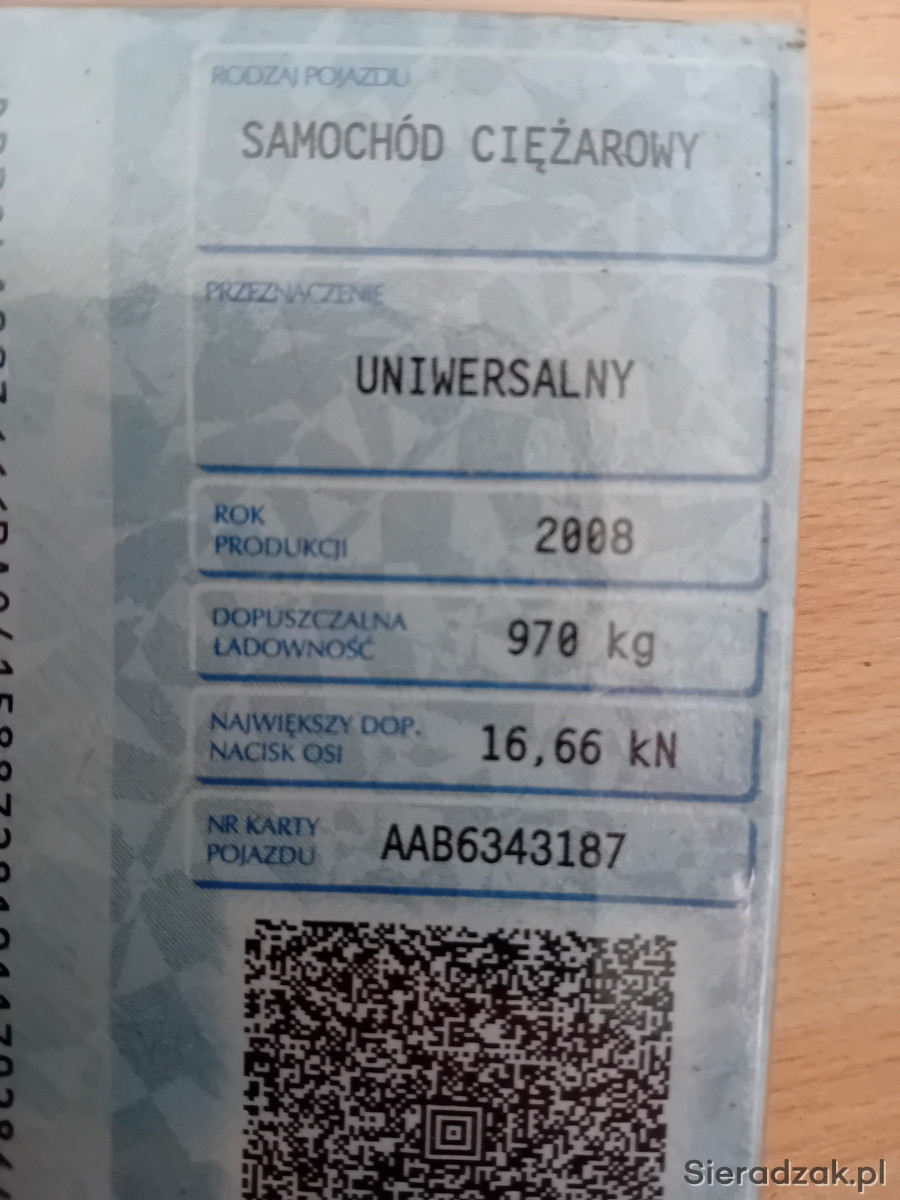 RODZAJ POJAZDU
SAMOCHÓD CIĘŻAROWY
PRZEZNACZENIE
UNIWERSALNY
ROK
PRODUKCJI
2008
DOPUSZCZALNA
ŁADOWNOŚĆ
970 kg
NAJWIĘKSZY DOP.
NACISK OSI
16,66 kN
NR KARTY
POJAZDU
AAB6343187
Sieradzak.pl